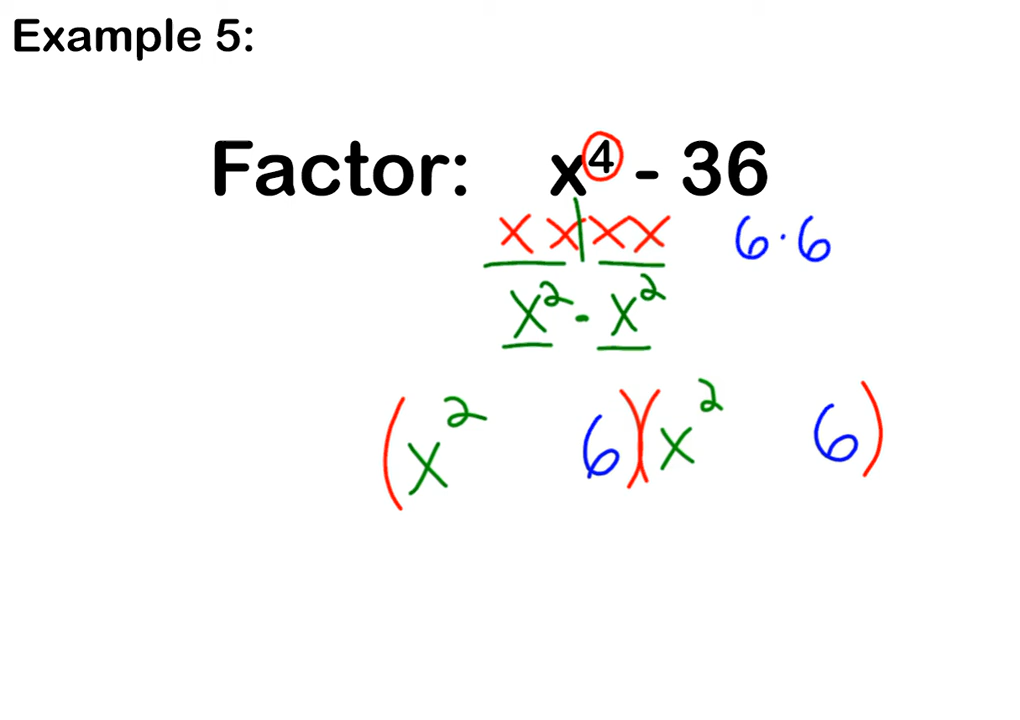 Example 5:
Factor: x⁴ - 36
x x x x 6 · 6
x² · x²
(x² 6)(x² 6)